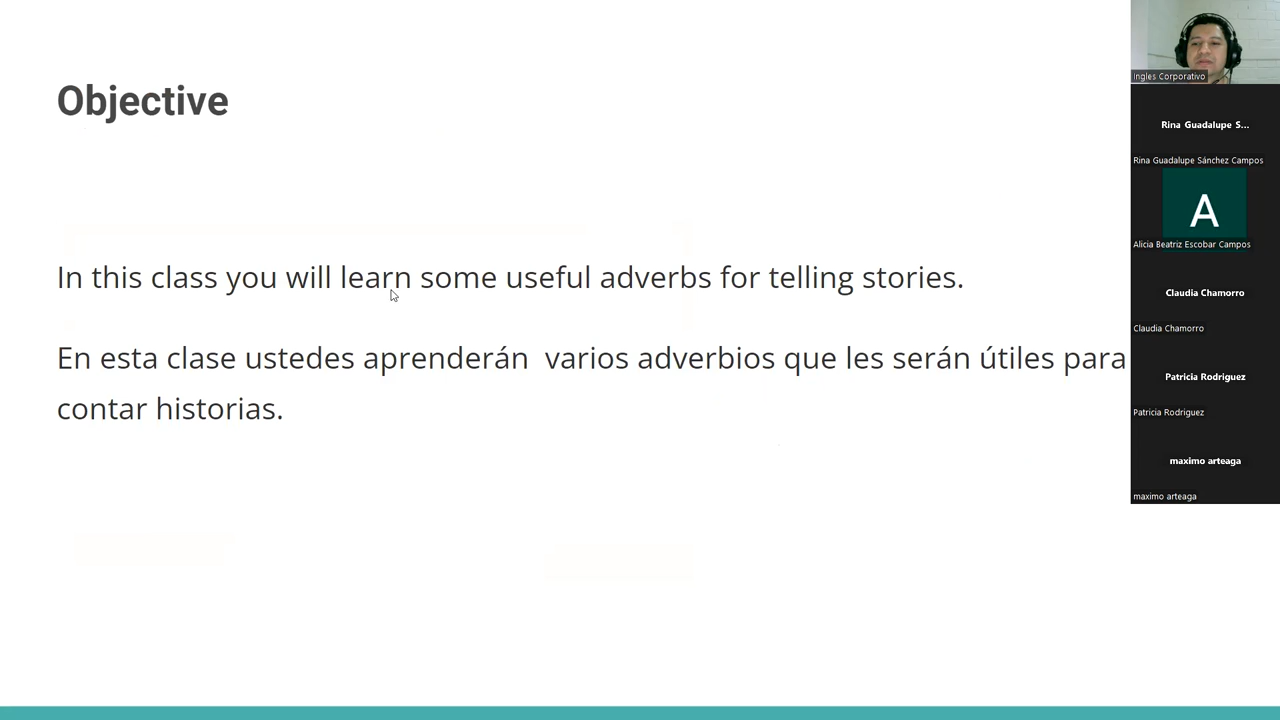 Objective
In this class you will learn some useful adverbs for telling stories.
En esta clase ustedes aprenderán varios adverbios que les serán útiles para
contar historias.
Ingles Corporativo
Rina Guadalupe S...
Rina Guadalupe Sánchez Campos
A
Alicia Beatriz Escobar Campos
Claudia Chamorro
Claudia Chamorro
Patricia Rodriguez
Patricia Rodriguez
maximo arteaga
maximo arteaga